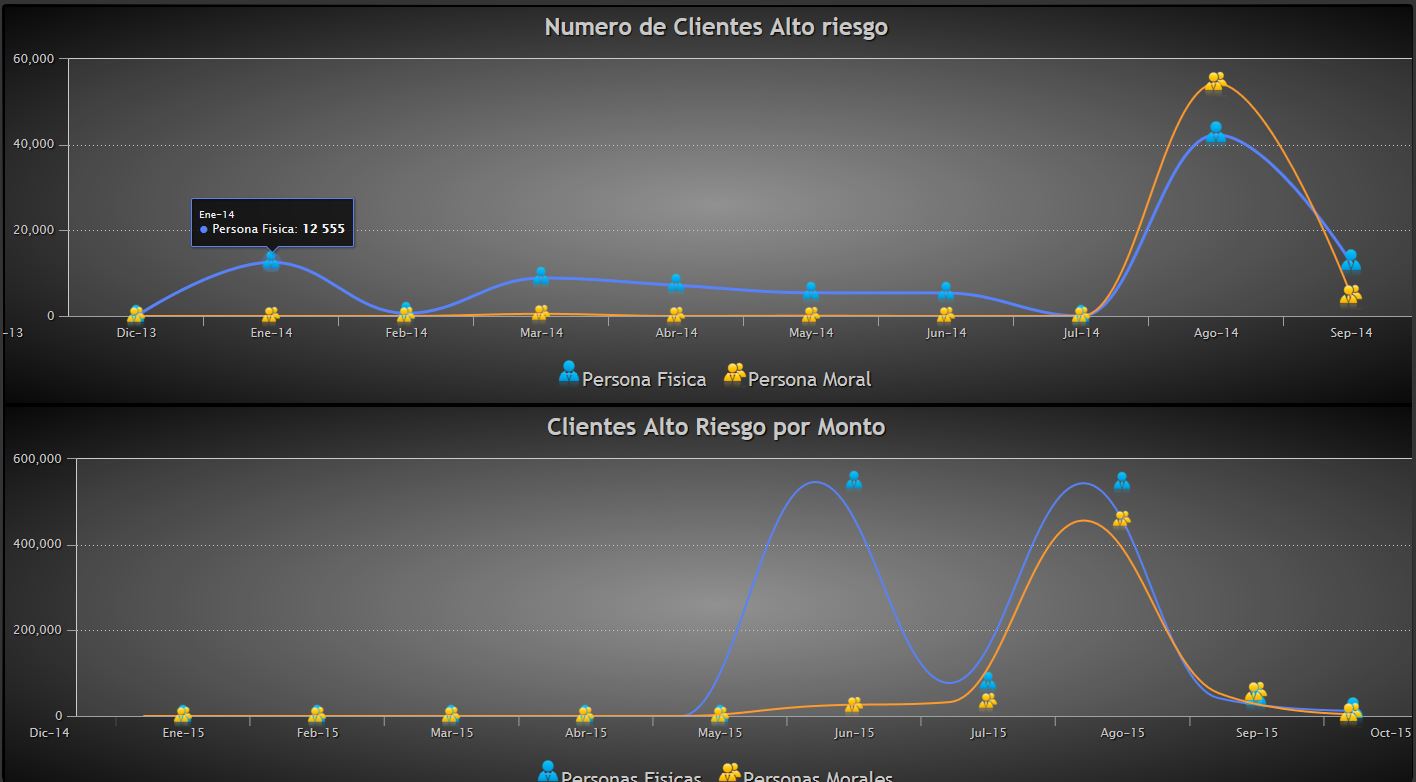 Numero de Clientes Alto riesgo
60,000
40,000
20,000
0
Ene-14
Persona Fisica: 12 555
-13 Dic-13 Ene-14 Feb-14 Mar-14 Abr-14 May-14 Jun-14 Jul-14 Ago-14 Sep-14
Persona Fisica Persona Moral
Clientes Alto Riesgo por Monto
600,000
400,000
200,000
0
Dic-14 Ene-15 Feb-15 Mar-15 Abr-15 May-15 Jun-15 Jul-15 Ago-15 Sep-15 Oct-15
Personas Fisicas Personas Morales